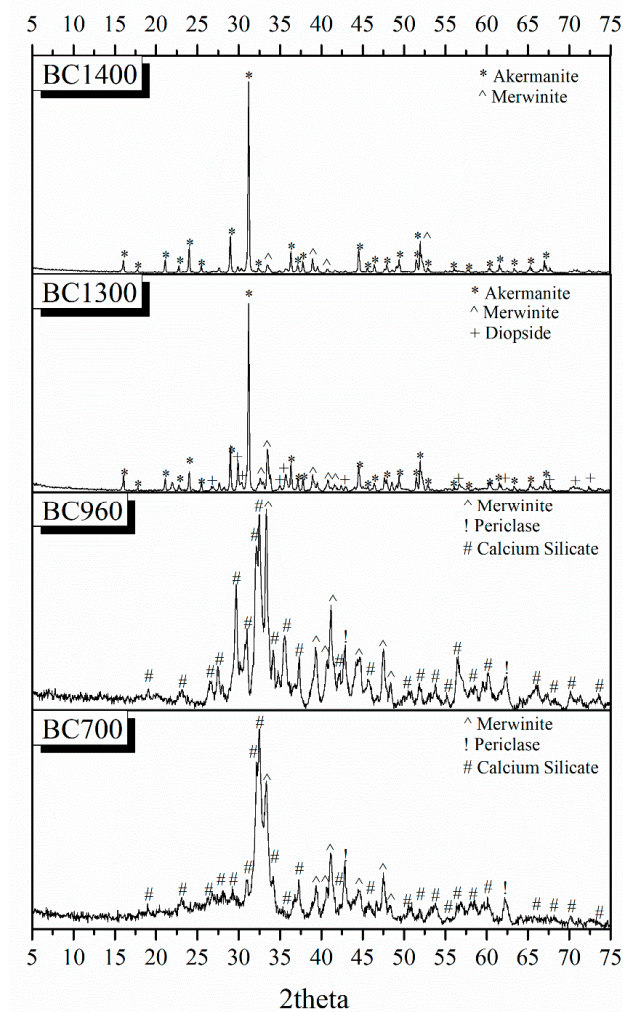 5 10 15 20 25 30 35 40 45 50 55 60 65 70 75
BC1400
* Akermanite
^ Merwinite
BC1300
* Akermanite
^ Merwinite
+ Diopside
BC960
^ Merwinite
! Periclase
# Calcium Silicate
BC700
^ Merwinite
! Periclase
# Calcium Silicate
5 10 15 20 25 30 35 40 45 50 55 60 65 70 75
2theta